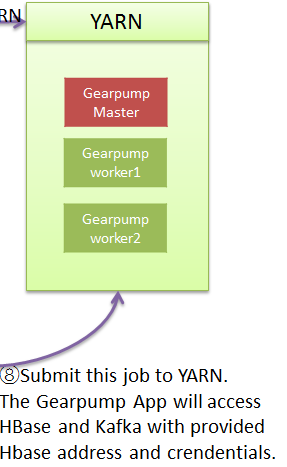 RN
YARN
Gearpump
Master
Gearpump
worker1
Gearpump
worker2
⑧Submit this job to YARN.
The Gearpump App will access
HBase and Kafka with provided
Hbase address and crendentials.